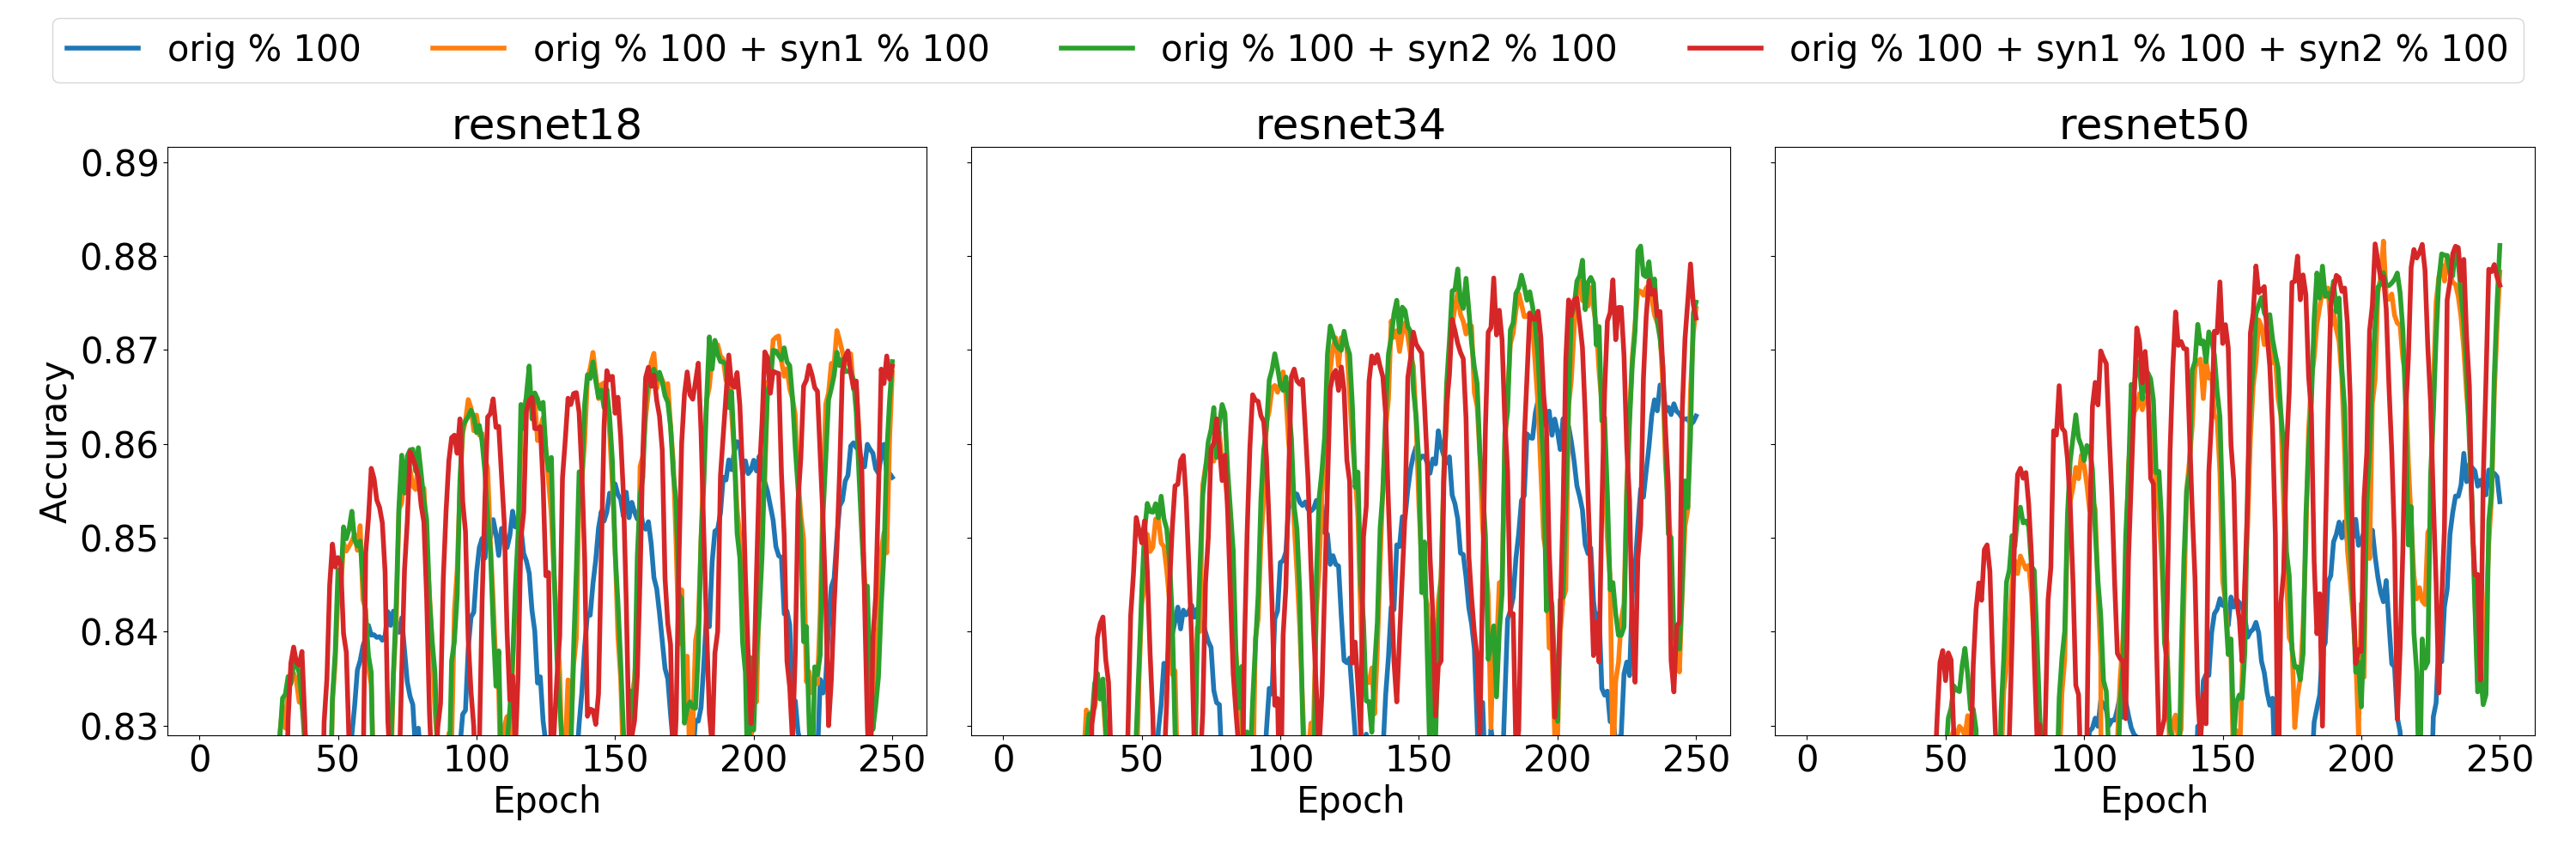 orig % 100 orig % 100 + syn1 % 100 orig % 100 + syn2 % 100 orig % 100 + syn1 % 100 + syn2 % 100
resnet18 resnet34 resnet50
0.89
0.88
0.87
0.86
0.85
0.84
0.83
Accuracy
0 50 100 150 200 250 0 50 100 150 200 250 0 50 100 150 200 250
Epoch Epoch Epoch